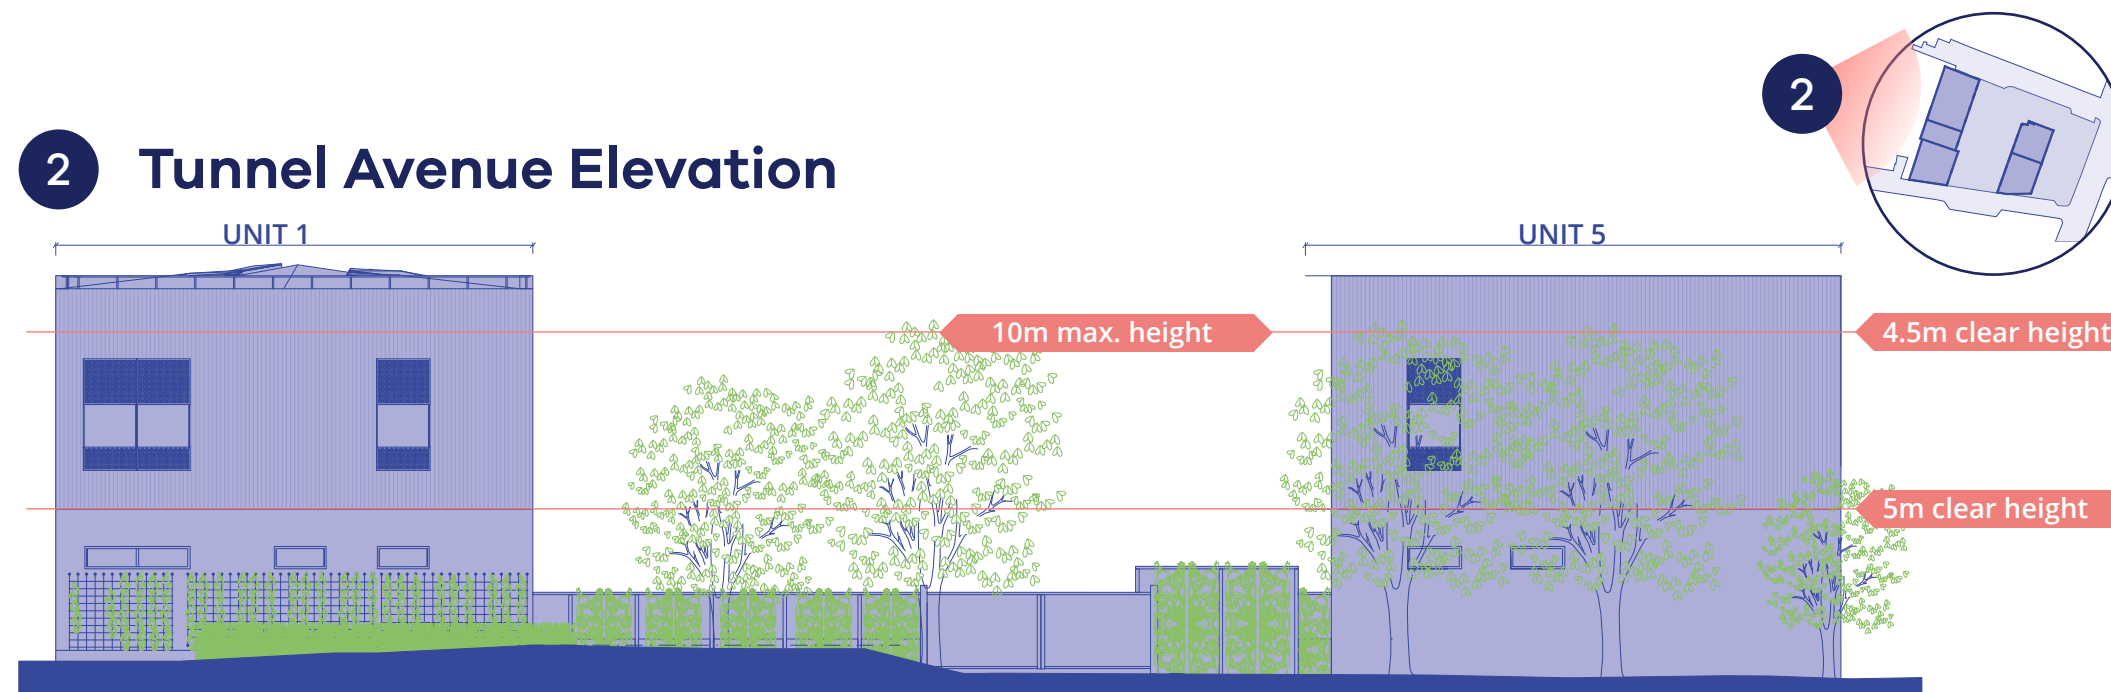 2
2 Tunnel Avenue Elevation
UNIT 1
UNIT 5
10m max. height
4.5m clear height
5m clear height